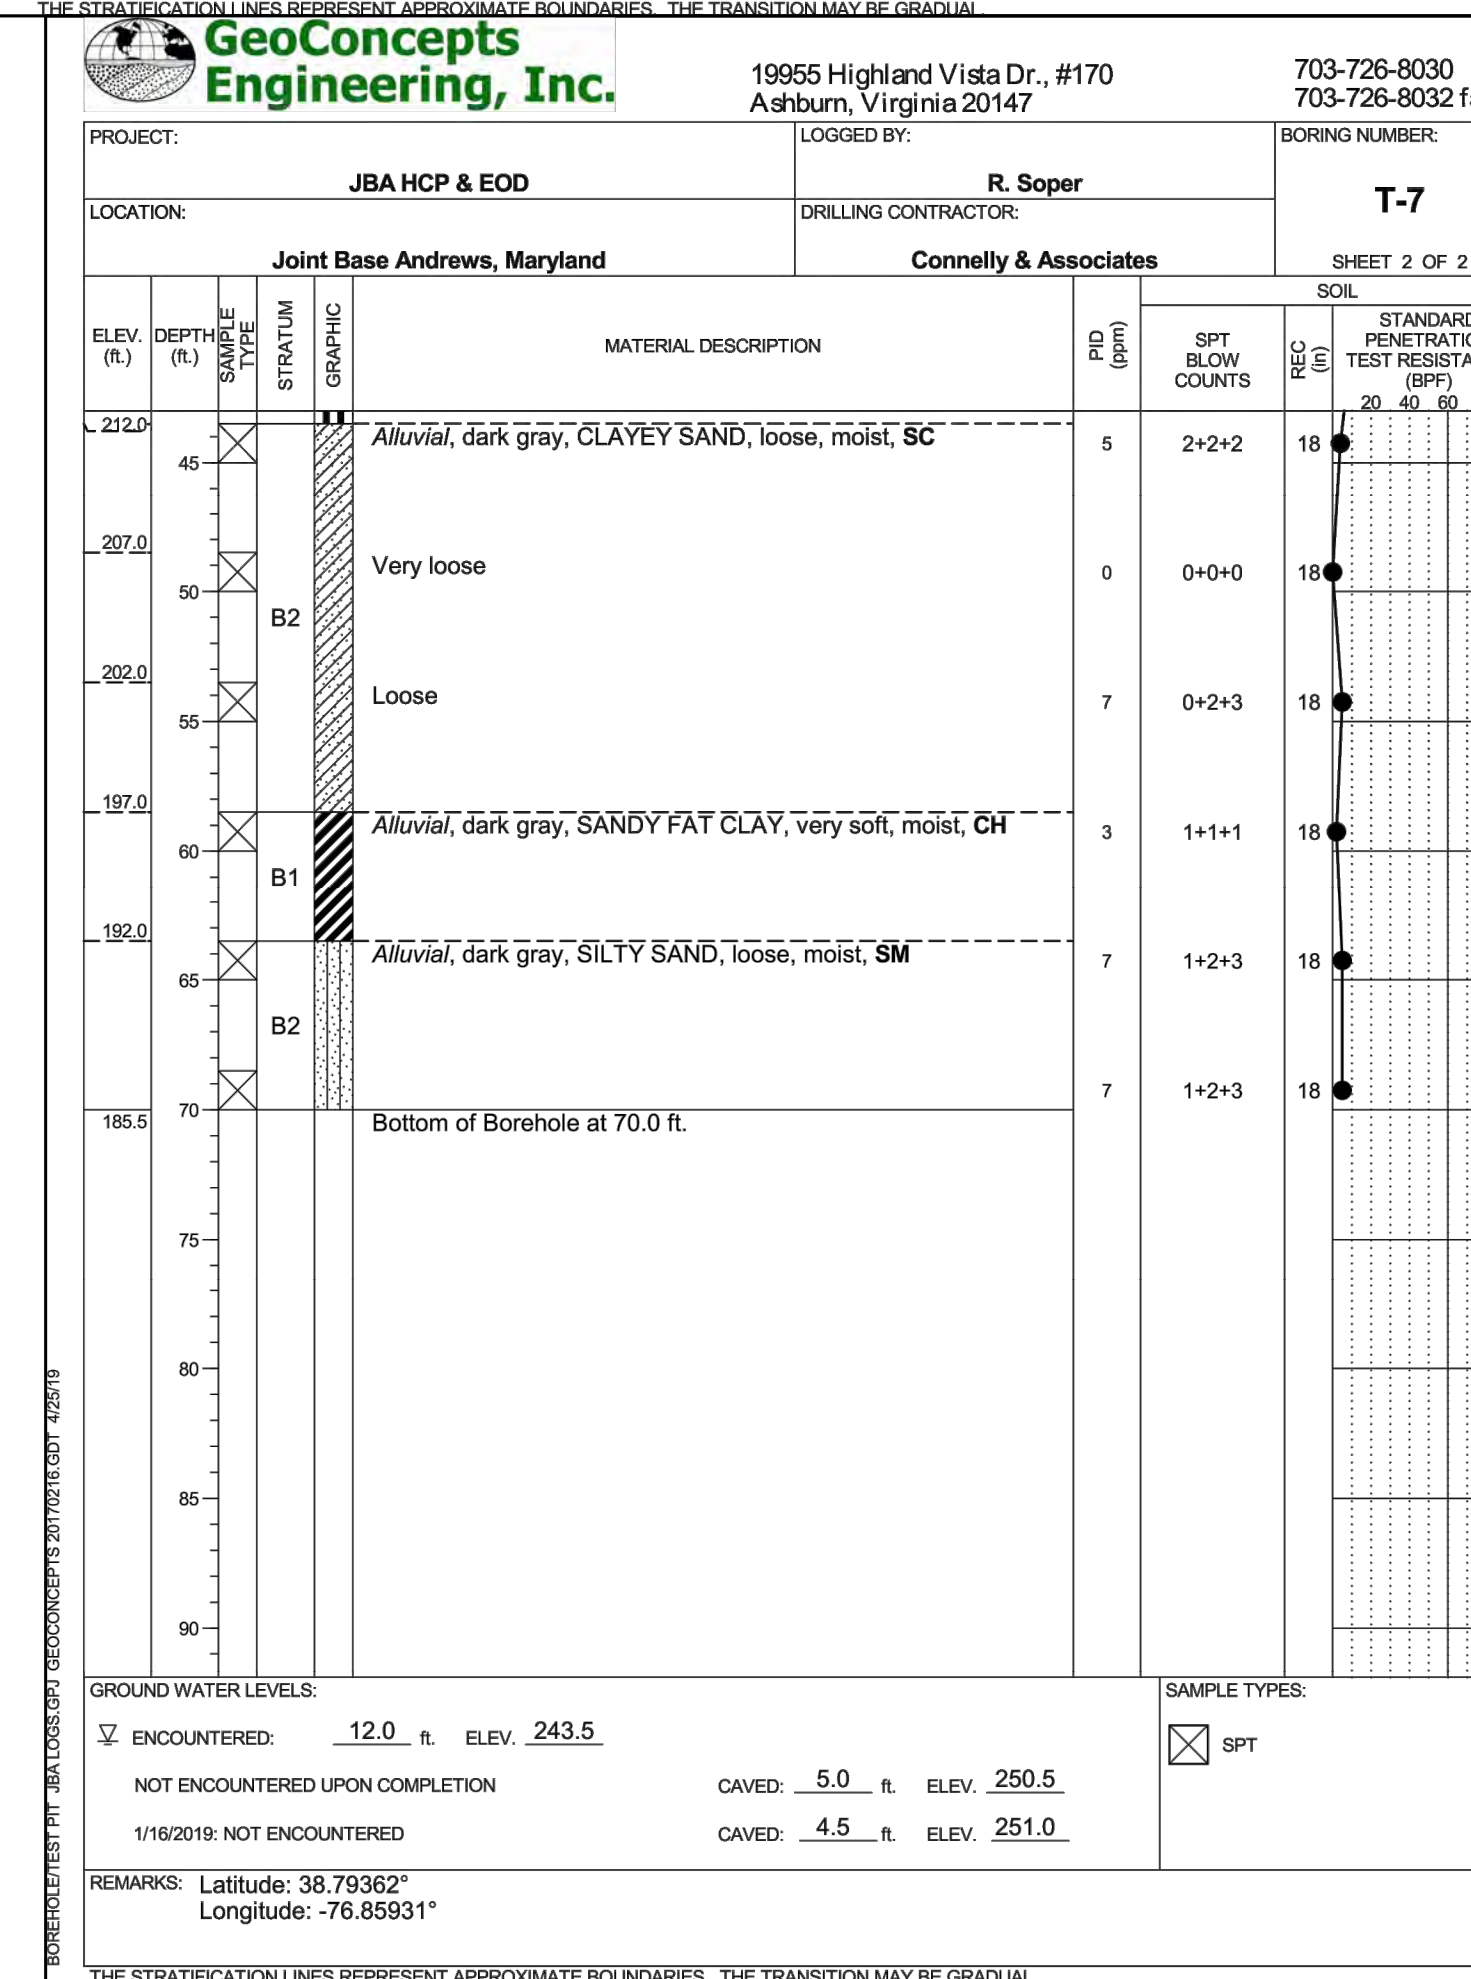 THE STRATIFICATION LINES REPRESENT APPROXIMATE BOUNDARIES. THE TRANSITION MAY BE GRADUAL.
GeoConcepts
Engineering, Inc.
19955 Highland Vista Dr., #170
Ashburn, Virginia 20147
703-726-8030
703-726-8032
PROJECT:
JBA HCP & EOD
LOGGED BY:
R. Soper
BORING NUMBER:
T-7
LOCATION:
Joint Base Andrews, Maryland
DRILLING CONTRACTOR:
Connelly & Associates
SHEET 2 OF 2
ELEV. (ft.)
DEPTH (ft.)
SAMPLE TYPE
STRATUM
GRAPHIC
MATERIAL DESCRIPTION
PID (ppm)
SOIL
SPT
BLOW
COUNTS
REC (in)
STANDARD
PENETRATIO
TEST RESISTA
(BPF)
20 40 60
212.0
Alluvial, dark gray, CLAYEY SAND, loose, moist, SC
5 2+2+2 18
45
207.0
Very loose
0 0+0+0 18
50
B2
202.0
Loose
7 0+2+3 18
55
197.0
Alluvial, dark gray, SANDY FAT CLAY, very soft, moist, CH
3 1+1+1 18
60
B1
192.0
Alluvial, dark gray, SILTY SAND, loose, moist, SM
7 1+2+3 18
65
B2
7 1+2+3 18
70
185.5
Bottom of Borehole at 70.0 ft.
75
80
85
90
GROUND WATER LEVELS:
ENCOUNTERED: 12.0 ft. ELEV. 243.5
NOT ENCOUNTERED UPON COMPLETION CAVED: 5.0 ft. ELEV. 250.5
1/16/2019: NOT ENCOUNTERED CAVED: 4.5 ft. ELEV. 251.0
SAMPLE TYPES:
SPT
REMARKS: Latitude: 38.79362°
Longitude: -76.85931°
BOREHOLE/TEST PIT JBA LOGS.GPJ GEOCONCEPTS 20170216.GDT 4/25/19
THE STRATIFICATION LINES REPRESENT APPROXIMATE BOUNDARIES. THE TRANSITION MAY BE GRADUAL.